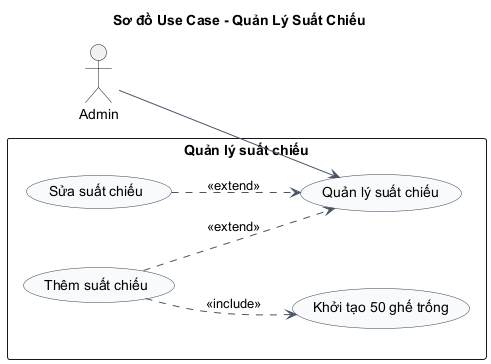 Sơ đồ Use Case - Quản Lý Suất Chiếu
Admin
Quản lý suất chiếu
Sửa suất chiếu
«extend»
Quản lý suất chiếu
«extend»
Thêm suất chiếu
«include»
Khởi tạo 50 ghế trống